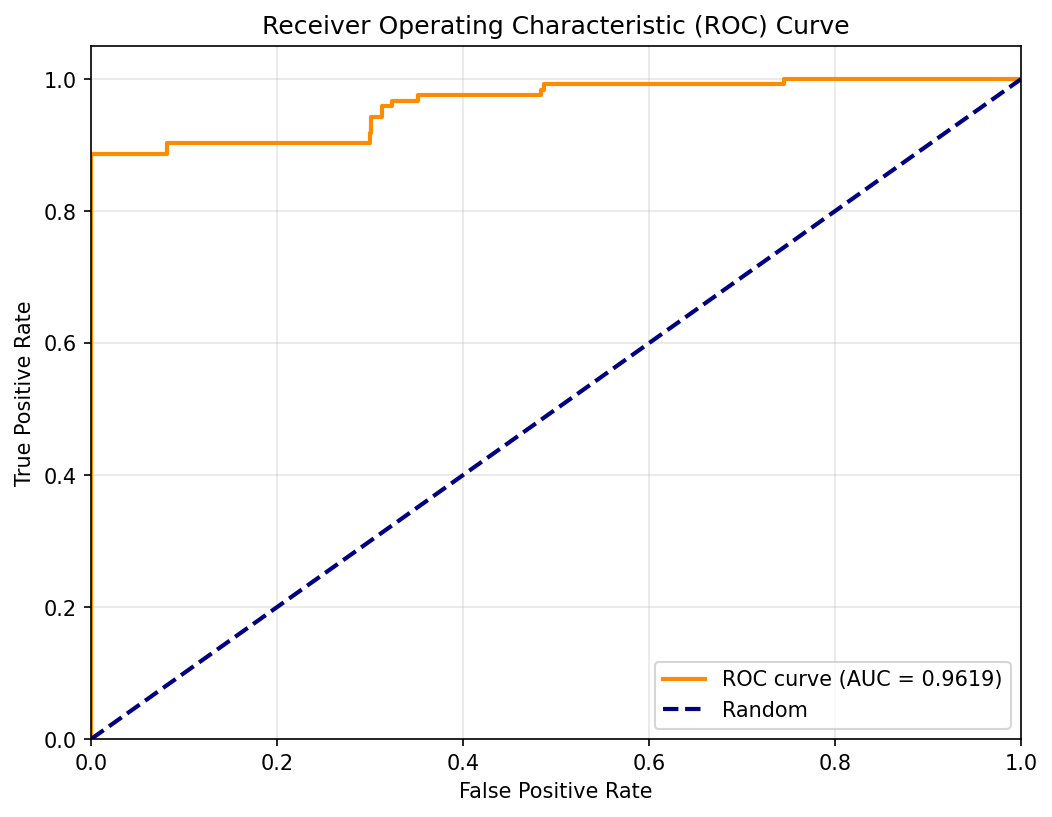 Receiver Operating Characteristic (ROC) Curve
1.0
0.8
0.6
0.4
0.2
0.0
True Positive Rate
0.0 0.2 0.4 0.6 0.8 1.0
False Positive Rate
ROC curve (AUC = 0.9619)
Random